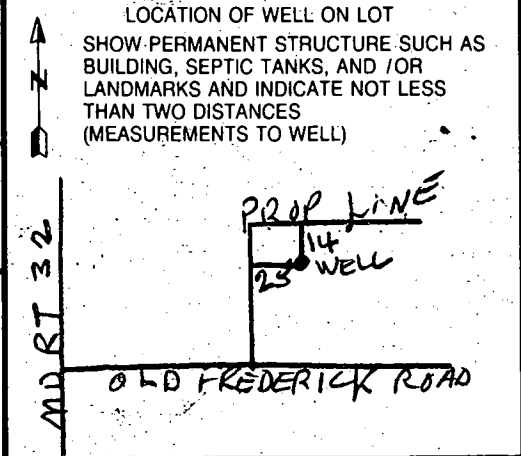 LOCATION OF WELL ON LOT
SHOW PERMANENT STRUCTURE SUCH AS
BUILDING, SEPTIC TANKS, AND /OR
LANDMARKS AND INDICATE NOT LESS
THAN TWO DISTANCES
(MEASUREMENTS TO WELL)
N
PROP LINE
14
WELL
25
MD RT 32
OLD FREDERICK ROAD